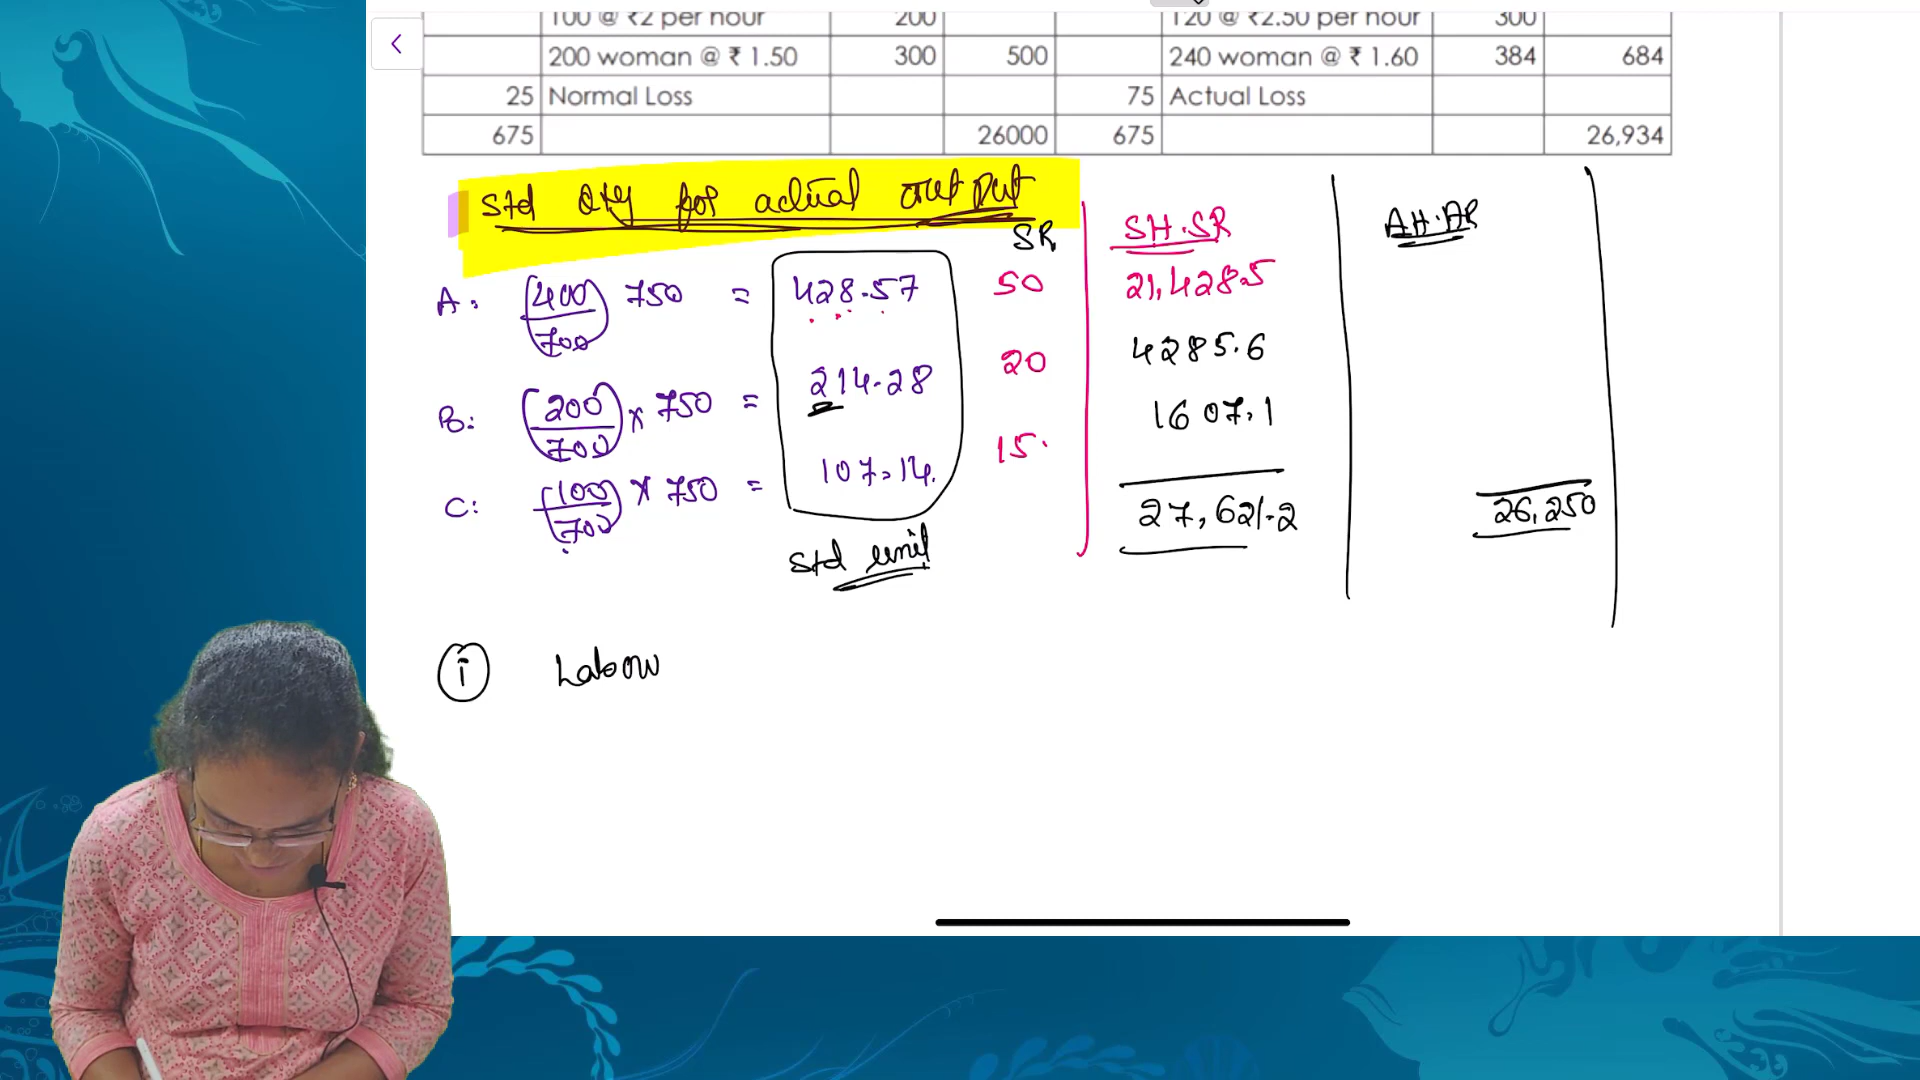 100 @ ₹2 per hour 200 120 @ ₹2.50 per hour 300
200 woman @ ₹ 1.50 300 500 240 woman @ ₹ 1.60 384 684
25 Normal Loss 75 Actual Loss
675 26000 675 26,934
Std Qty for actual output
SR SH.SR AH.AR
A: (400/700) 750 = 428.57 50 21,428.5
B: (200/700) x 750 = 214.28 20 4285.6
C: (100/700) x 750 = 107.14. 15. 1607.1
27,621.2 26,250
Std unit
i Labour